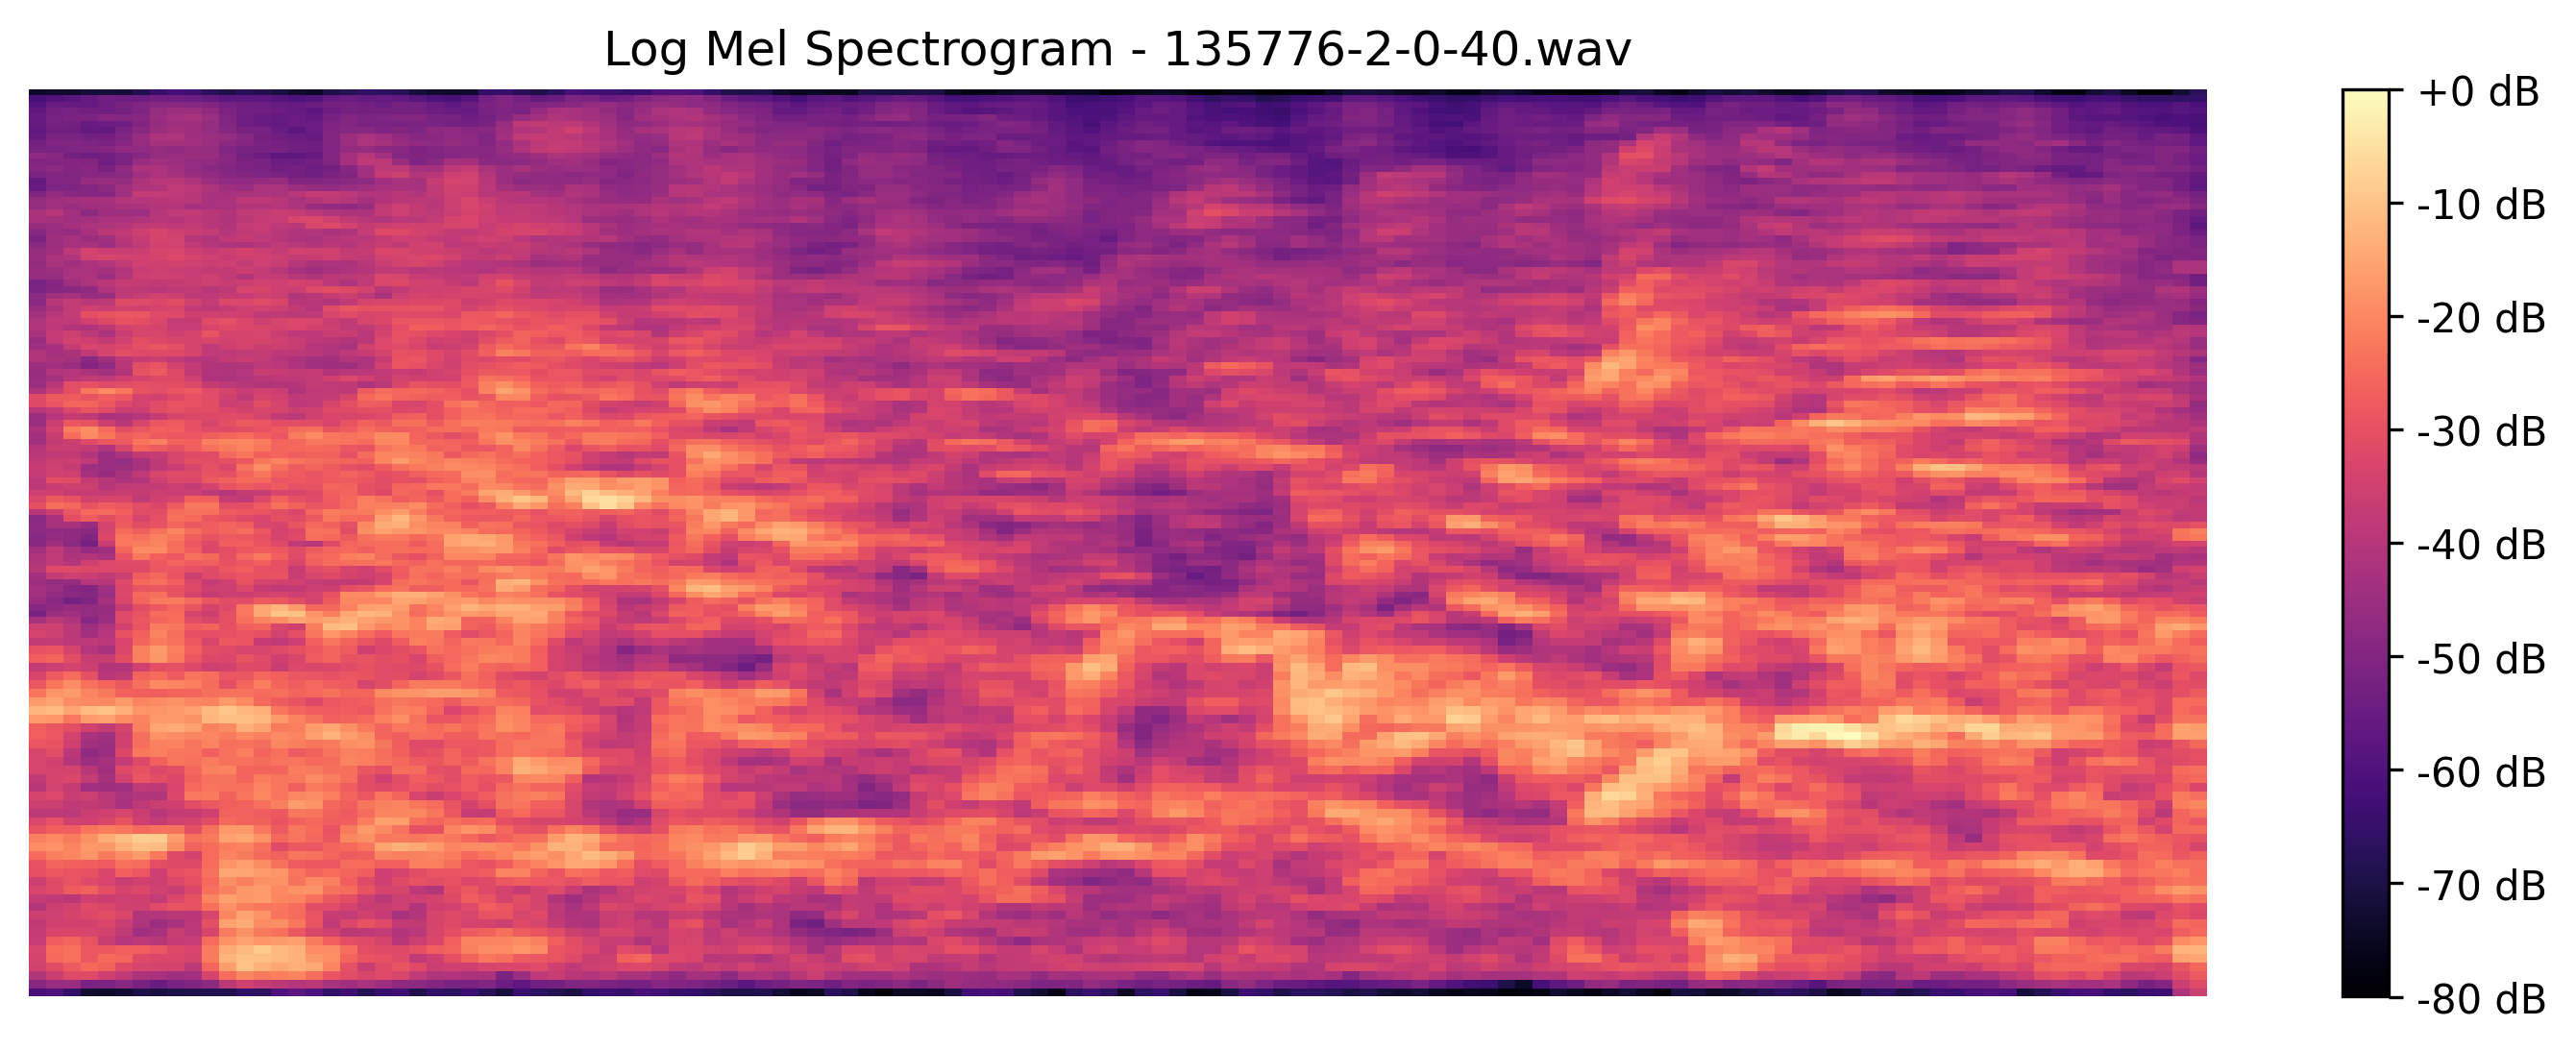 Log Mel Spectrogram - 135776-2-0-40.wav
+0 dB
-10 dB
-20 dB
-30 dB
-40 dB
-50 dB
-60 dB
-70 dB
-80 dB